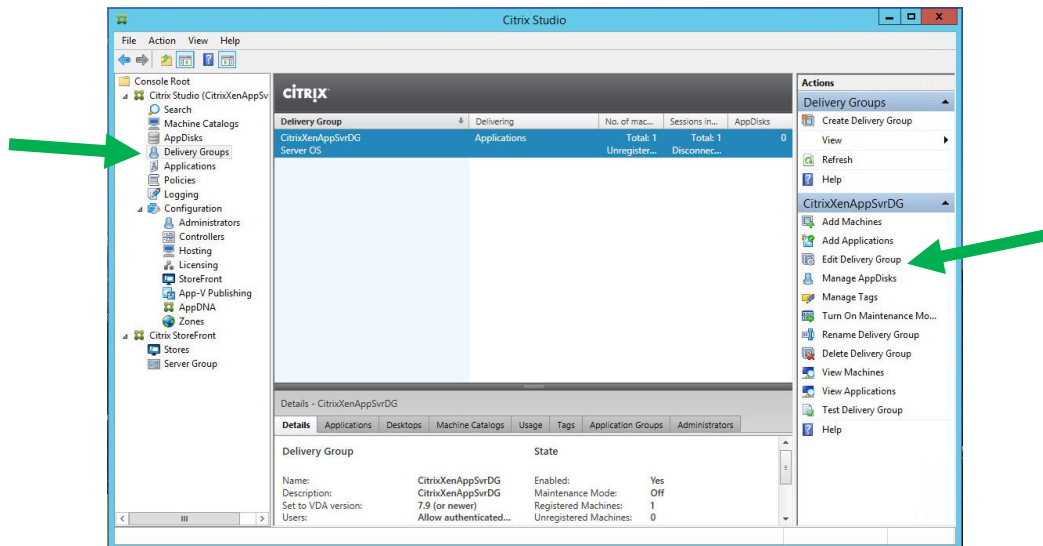 Citrix Studio
File Action View Help
Console Root
Citrix Studio (CitrixXenAppSv
Search
Machine Catalogs
AppDisks
Delivery Groups
Applications
Policies
Logging
Configuration
Administrators
Controllers
Hosting
Licensing
StoreFront
App-V Publishing
AppDNA
Zones
Citrix StoreFront
Stores
Server Group
CITRIX
Delivery Group Delivering No. of mac... Sessions in... AppDisks
CitrixXenAppSvrDG Applications Total: 1 Total: 1 0
Server OS Unregister... Disconnec...
Details - CitrixXenAppSvrDG
Details Applications Desktops Machine Catalogs Usage Tags Application Groups Administrators
Delivery Group State
Name: CitrixXenAppSvrDG Enabled: Yes
Description: CitrixXenAppSvrDG Maintenance Mode: Off
Set to VDA version: 7.9 (or newer) Registered Machines: 1
Users: Allow authenticated... Unregistered Machines: 0
Actions
Delivery Groups
Create Delivery Group
View
Refresh
Help
CitrixXenAppSvrDG
Add Machines
Add Applications
Edit Delivery Group
Manage AppDisks
Manage Tags
Turn On Maintenance Mo...
Rename Delivery Group
Delete Delivery Group
View Machines
View Applications
Test Delivery Group
Help